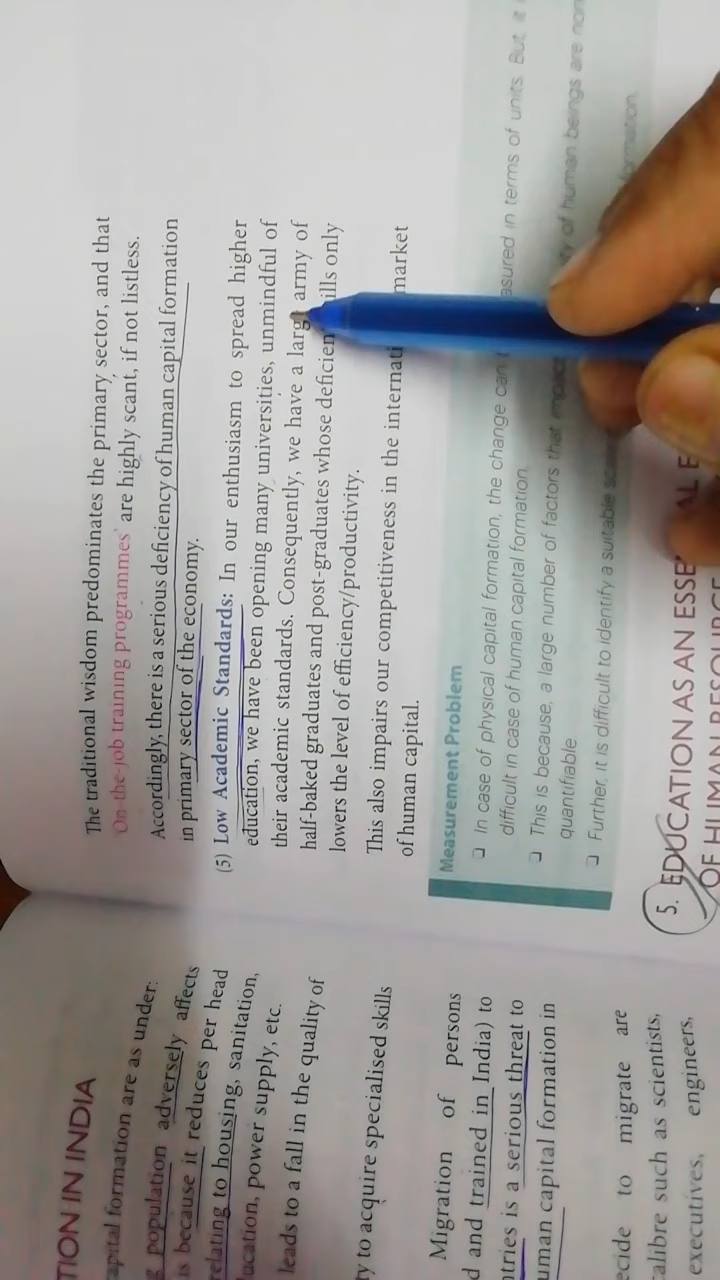 TION IN INDIA
apital formation are as under:
g population adversely affects
is because it reduces per head
elating to housing, sanitation,
ucation, power supply, etc.
leads to a fall in the quality of
ty to acquire specialised skills
Migration of persons
d and trained in India) to
ntries is a serious threat to
uman capital formation in
ecide to migrate are
alibre such as scientists,
executives, engineers,
The traditional wisdom predominates the primary sector, and that
'On-the-job training programmes' are highly scant, if not listless.
Accordingly, there is a serious deficiency of human capital formation
in primary sector of the economy.
(5) Low Academic Standards: In our enthusiasm to spread higher
education, we have been opening many universities, unmindful of
their academic standards. Consequently, we have a larg army of
half-baked graduates and post-graduates whose deficien ills only
lowers the level of efficiency/productivity.
This also impairs our competitiveness in the internati market
of human capital.
Measurement Problem
❑ In case of physical capital formation, the change can asured in terms of units. But, it
difficult in case of human capital formation.
❑ This is because, a large number of factors that of human beings are non
quantifiable
❑ Further, it is difficult to identify a suitable formation.
5. EDUCATION AS AN ESSE AL E
OF HUMAN RESOURCE